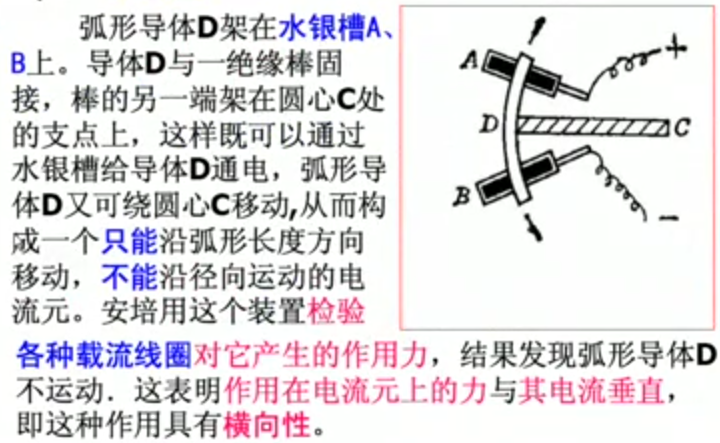 弧形导体D架在水银槽A、
B上。导体D与一绝缘棒固
接，棒的另一端架在圆心C处
的支点上，这样既可以通过
水银槽给导体D通电，弧形导
体D又可绕圆心C移动,从而构
成一个只能沿弧形长度方向
移动，不能沿径向运动的电
流元。安培用这个装置检验
各种载流线圈对它产生的作用力，结果发现弧形导体D
不运动．这表明作用在电流元上的力与其电流垂直，
即这种作用具有横向性。
A
+
D
C
B
-